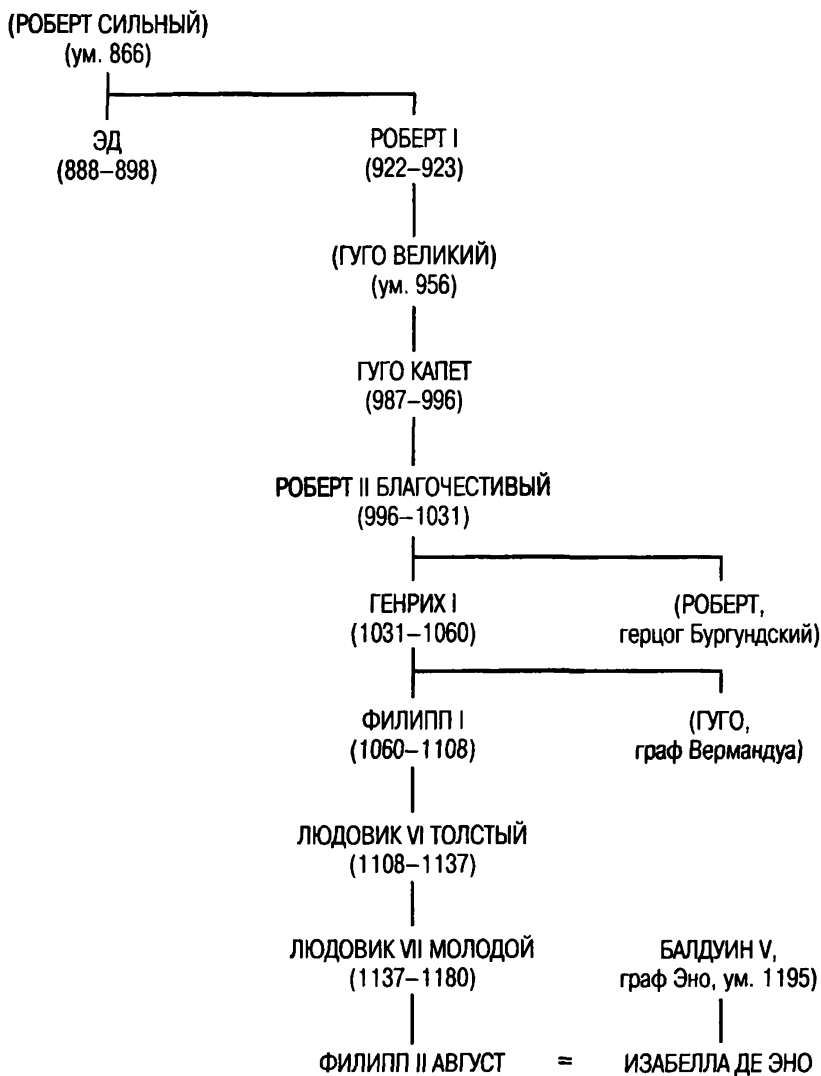 (РОБЕРТ СИЛЬНЫЙ)
(ум. 866)
ЭД
(888–898)
РОБЕРТ I
(922–923)
(ГУГО ВЕЛИКИЙ)
(ум. 956)
ГУГО КАПЕТ
(987–996)
РОБЕРТ II БЛАГОЧЕСТИВЫЙ
(996–1031)
ГЕНРИХ I
(1031–1060)
(РОБЕРТ,
герцог Бургундский)
ФИЛИПП I
(1060–1108)
(ГУГО,
граф Вермандуа)
ЛЮДОВИК VI ТОЛСТЫЙ
(1108–1137)
ЛЮДОВИК VII МОЛОДОЙ
(1137–1180)
БАЛДУИН V,
граф Эно, ум. 1195)
ФИЛИПП II АВГУСТ = ИЗАБЕЛЛА ДЕ ЭНО